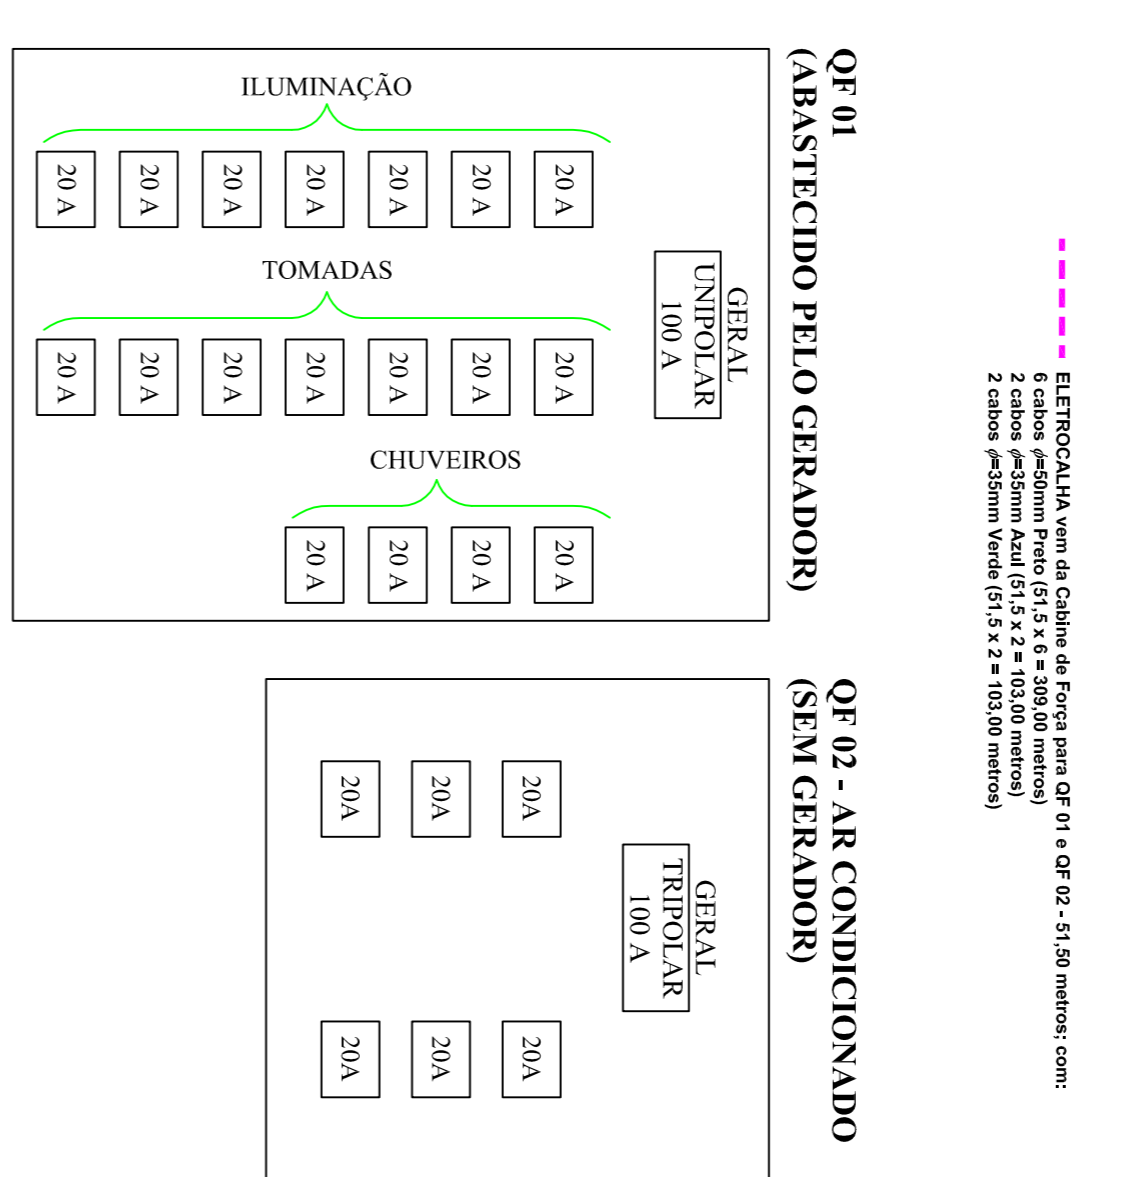 ELETROCALHA vem da Cabine de Força para QF 01 e QF 02 - 51,50 metros; com:
6 cabos ϕ=50mm Preto (51,5 x 6 = 309,00 metros)
2 cabos ϕ=35mm Azul (51,5 x 2 = 103,00 metros)
2 cabos ϕ=35mm Verde (51,5 x 2 = 103,00 metros)
QF 01
(ABASTECIDO PELO GERADOR)
GERAL
UNIPOLAR
100 A
ILUMINAÇÃO
20 A
20 A
20 A
20 A
20 A
20 A
20 A
TOMADAS
20 A
20 A
20 A
20 A
20 A
20 A
20 A
CHUVEIROS
20 A
20 A
20 A
20 A
QF 02 - AR CONDICIONADO
(SEM GERADOR)
GERAL
TRIPOLAR
100 A
20A
20A
20A
20A
20A
20A